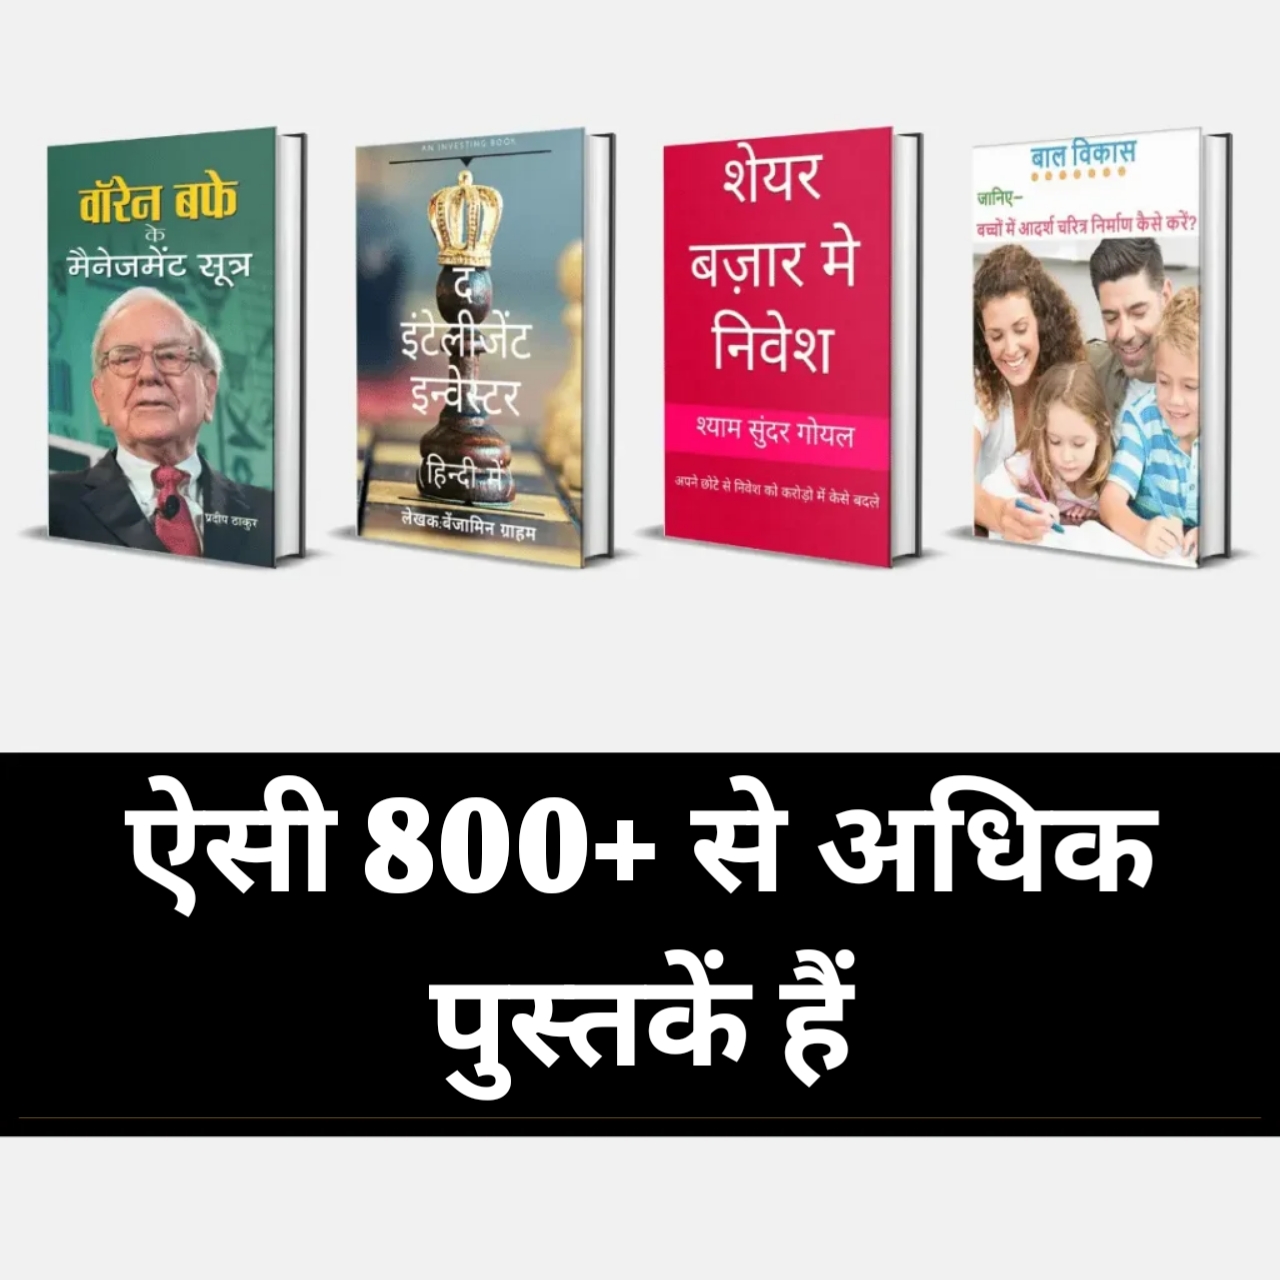 वॉरेन बफे
के
मैनेजमेंट सूत्र
प्रदीप ठाकुर
AN INVESTING BOOK
द
इंटेलीजेंट
इन्वेस्टर
(हिन्दी में)
लेखक:बेंजामिन ग्राहम
शेयर
बज़ार मे
निवेश
श्याम सुंदर गोयल
अपने छोटे से निवेश को करोड़ो में केसे बदले
बाल विकास
जानिए–
बच्चों में आदर्श चरित्र निर्माण कैसे करें?
ऐसी 800+ से अधिक
पुस्तकें हैं